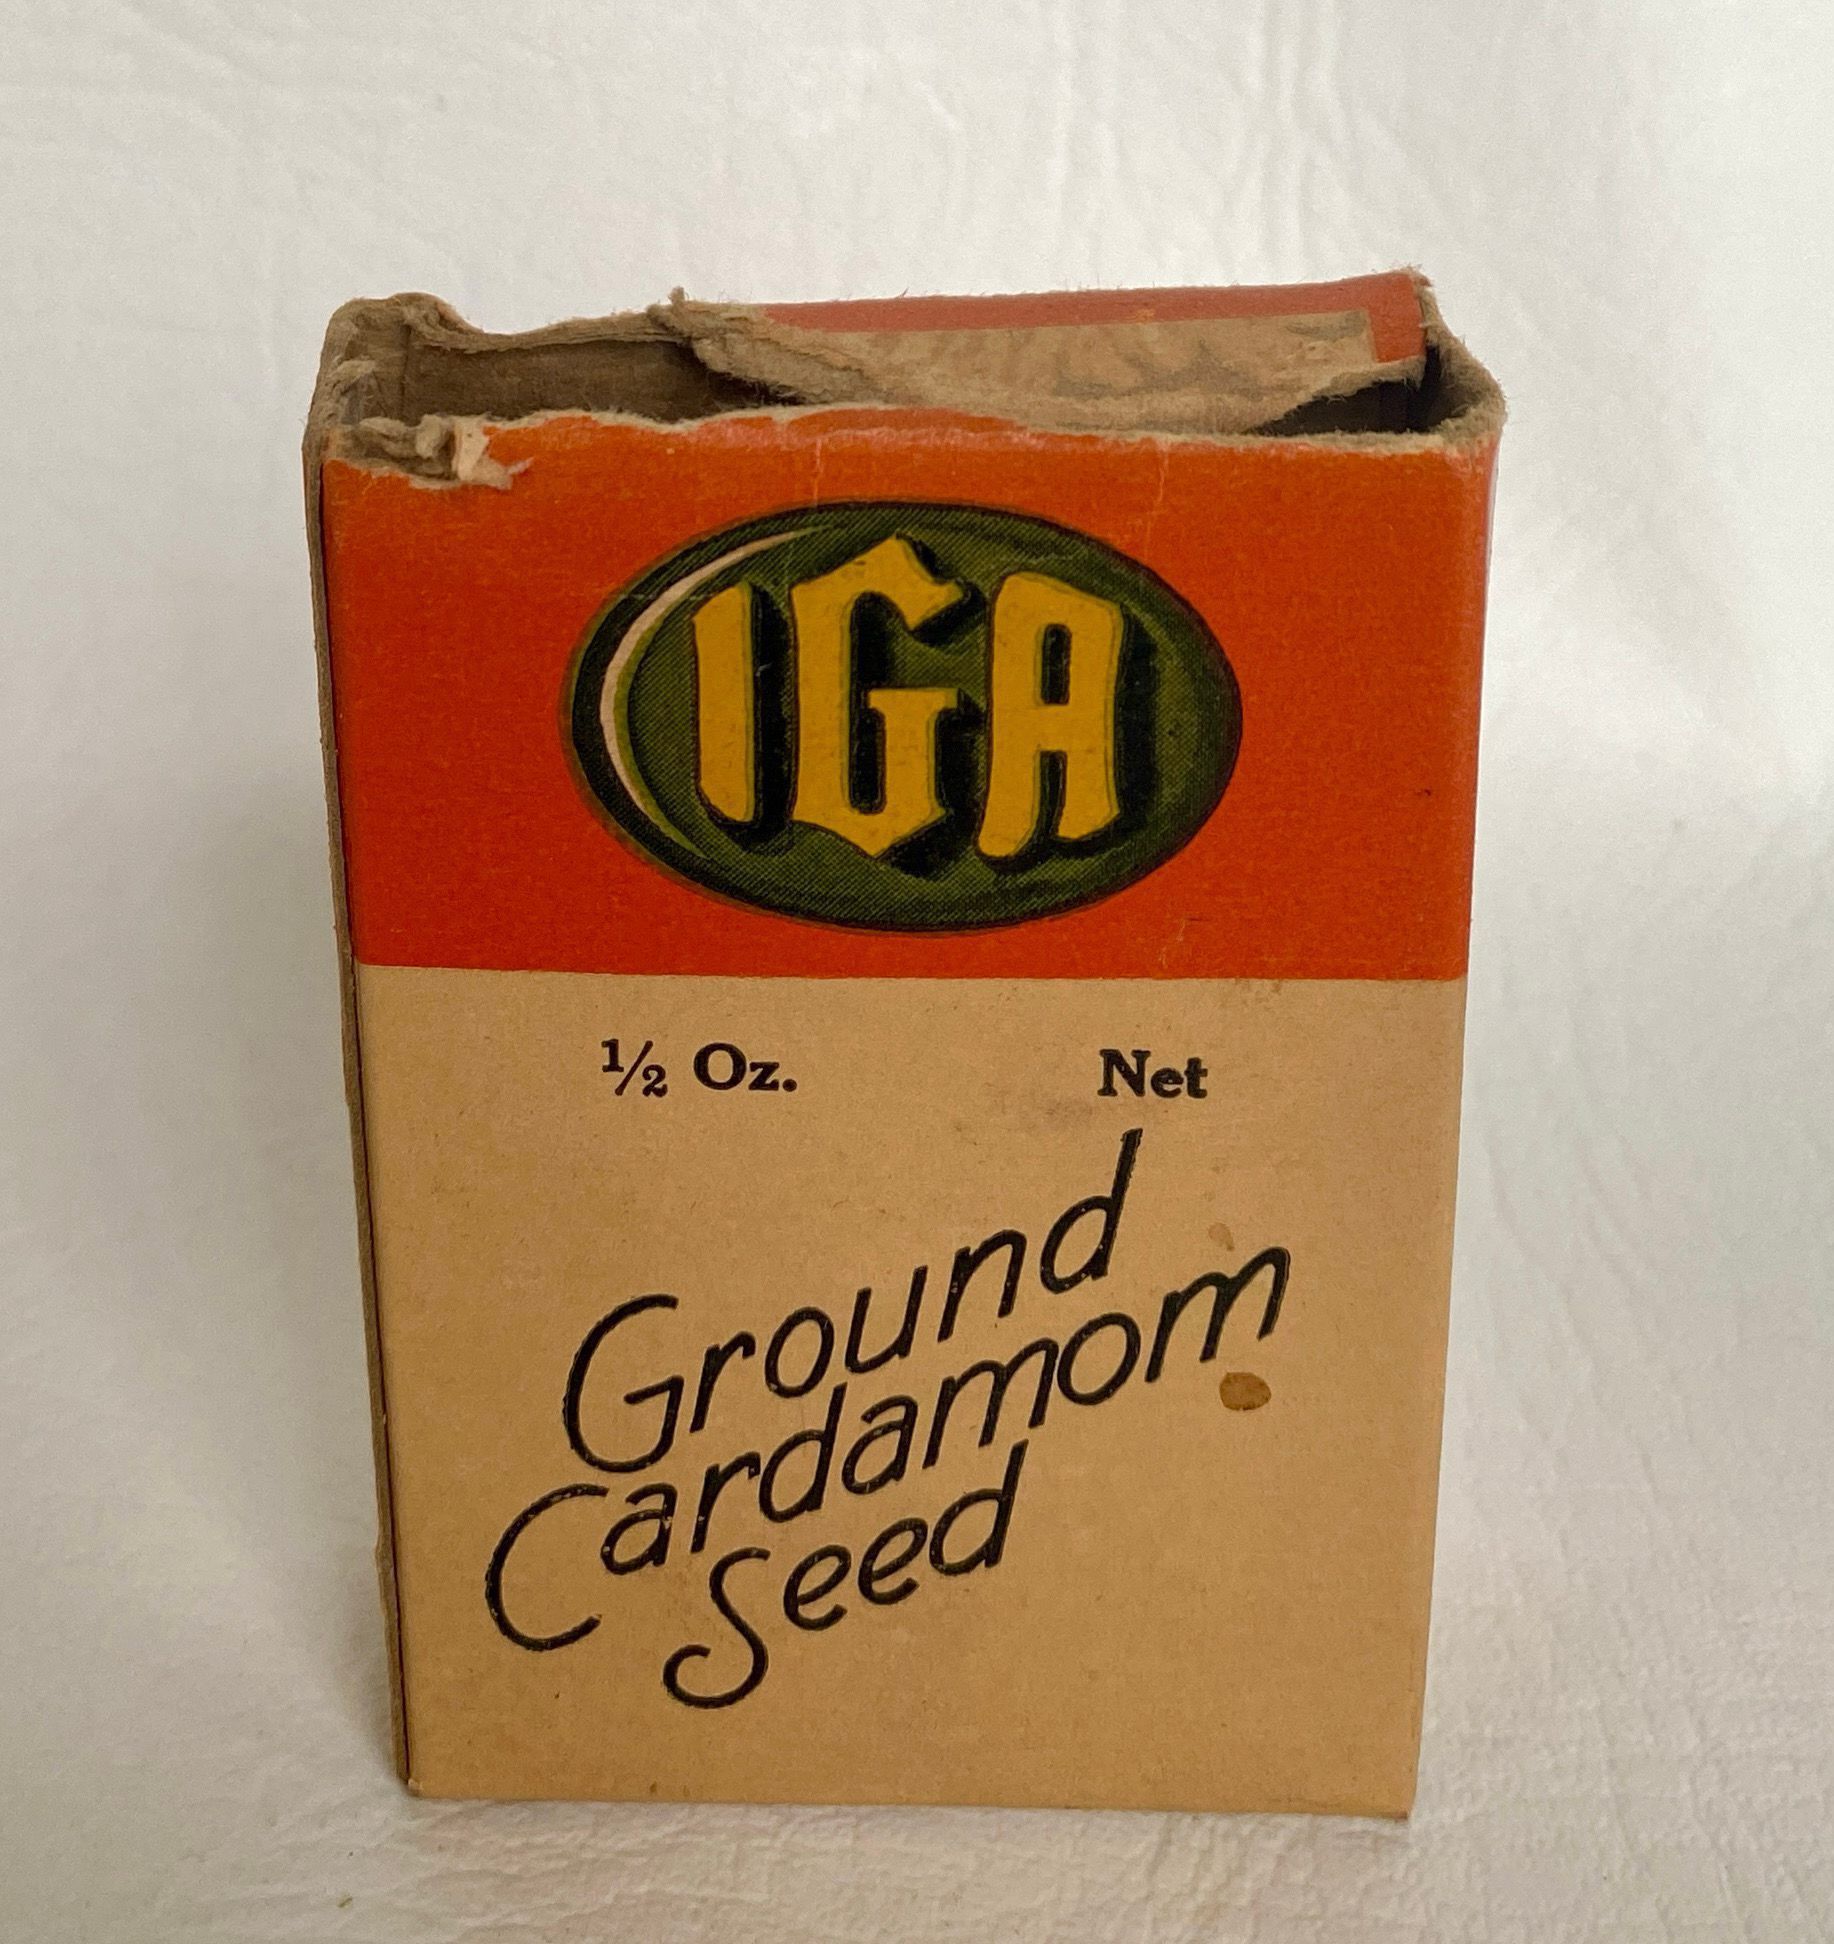 IGA
½ Oz. Net
Ground
Cardamom
Seed